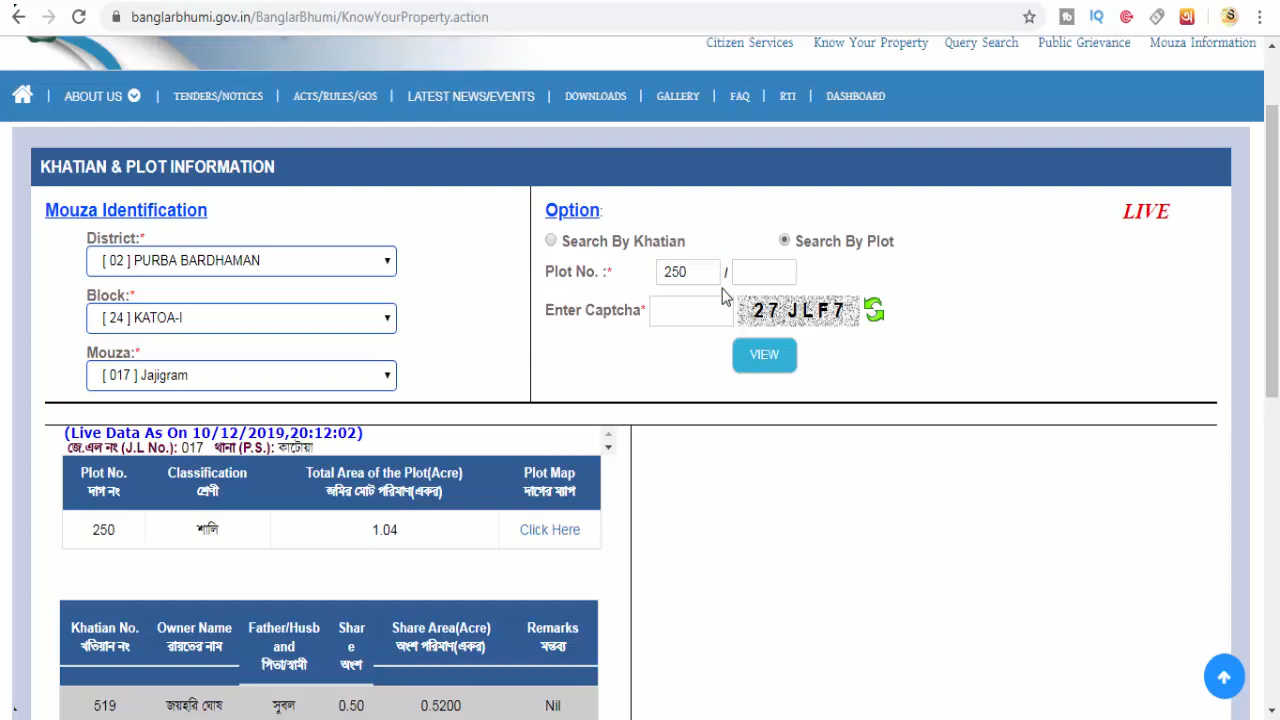 banglarbhumi.gov.in/BanglarBhumi/KnowYourProperty.action
Citizen Services Know Your Property Query Search Public Grievance Mouza Information
ABOUT US | TENDERS/NOTICES | ACTS/RULES/GOS | LATEST NEWS/EVENTS | DOWNLOADS | GALLERY | FAQ | RTI | DASHBOARD
KHATIAN & PLOT INFORMATION
Mouza Identification
District:*
[ 02 ] PURBA BARDHAMAN
Block:*
[ 24 ] KATOA-I
Mouza:*
[ 017 ] Jajigram
Option:
LIVE
Search By Khatian Search By Plot
Plot No. :* 250 /
Enter Captcha* 27JLF7
VIEW
(Live Data As On 10/12/2019,20:12:02)
জে.এল নং (J.L No.): 017 থানা (P.S.): কাটোয়া
Plot No. Classification Total Area of the Plot(Acre) Plot Map
দাগ নং শ্রেণী জমির মোট পরিমাণ(একর) দাগের ম্যাপ
250 শালি 1.04 Click Here
Khatian No. Owner Name Father/Husb Shar Share Area(Acre) Remarks
খতিয়ান নং রায়তের নাম and e অংশ পরিমাণ(একর) মন্তব্য
পিতা/স্বামী অংশ
519 জয়হরি ঘোষ সুবল 0.50 0.5200 Nil